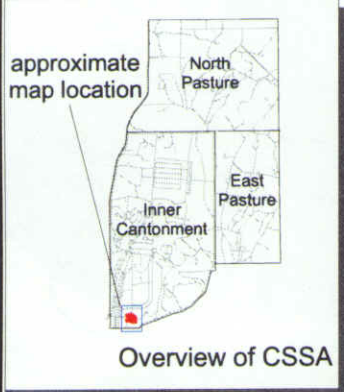 approximate
map location
North
Pasture
East
Pasture
Inner
Cantonment
Overview of CSSA